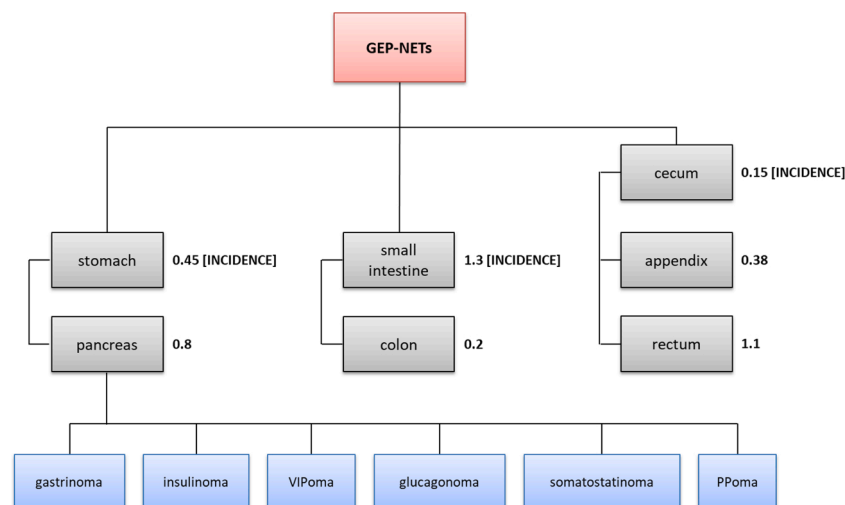 GEP-NETs
cecum 0.15 [INCIDENCE]
stomach 0.45 [INCIDENCE]
small
intestine 1.3 [INCIDENCE]
appendix 0.38
pancreas 0.8
colon 0.2
rectum 1.1
gastrinoma
insulinoma
VIPoma
glucagonoma
somatostatinoma
PPoma